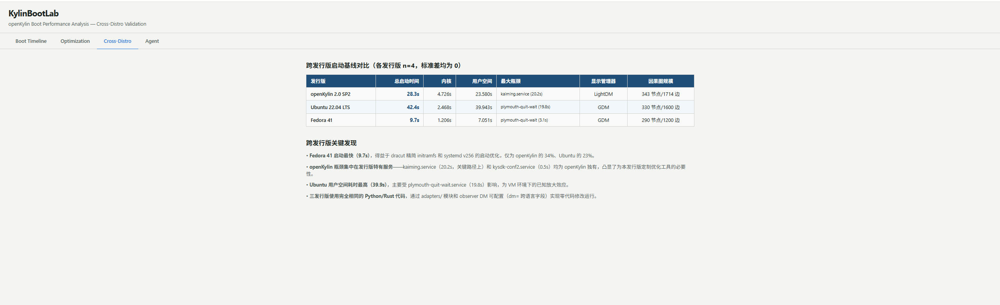 KylinBootLab
openKylin Boot Performance Analysis — Cross-Distro Validation
Boot Timeline Optimization Cross-Distro Agent
跨发行版启动基线对比（各发行版 n=4，标准差均为 0）
发行版 总启动时间 内核 用户空间 最大瓶颈 显示管理器 因果图规模
openKylin 2.0 SP2 28.3s 4.726s 23.580s kaiming.service (20.2s) LightDM 343 节点/1714 边
Ubuntu 22.04 LTS 42.4s 2.468s 39.943s plymouth-quit-wait (19.8s) GDM 330 节点/1600 边
Fedora 41 9.7s 1.206s 7.051s plymouth-quit-wait (3.1s) GDM 290 节点/1200 边
跨发行版关键发现
• Fedora 41 启动最快（9.7s），得益于 dracut 精简 initramfs 和 systemd v256 的启动优化，仅为 openKylin 的 34%、Ubuntu 的 23%。
• openKylin 瓶颈集中在发行版特有服务——kaiming.service（20.2s，关键路径上）和 kysdk-conf2.service（0.5s）均为 openKylin 独有，凸显了为本发行版定制优化工具的必要
性。
• Ubuntu 用户空间耗时最高（39.9s），主要受 plymouth-quit-wait.service（19.8s）影响，为 VM 环境下的已知放大效应。
• 三发行版使用完全相同的 Python/Rust 代码，通过 adapters/ 模块和 observer DM 可配置（dm= 跨语言字段）实现零代码修改运行。